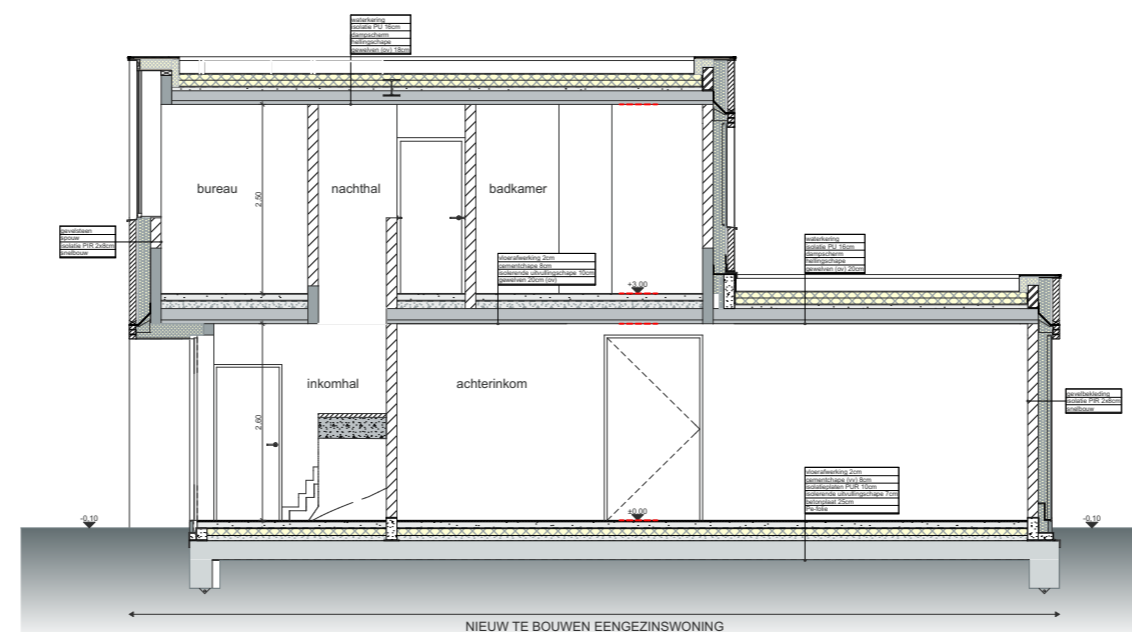 waterkering
isolatie PU 16cm
dampscherm
hellingschape
gewelven (ov) 18cm
bureau
nachthal
badkamer
2,50
gevelsteen
spouw
isolatie PIR 2x8cm
snelbouw
vloerafwerking 2cm
cementchape 8cm
isolerende uitvullingschape 10cm
gewelven 20cm (ov)
waterkering
isolatie PU 16cm
dampscherm
hellingschape
gewelven (ov) 20cm
+3.00
inkomhal
achterinkom
2,60
gevelbekleding
isolatie PIR 2x8cm
snelbouw
vloerafwerking 2cm
cementchape (vv) 8cm
isolatieplaten PUR 10cm
isolerende uitvullingschape 7cm
betonplaat 25cm
Pe-folie
-0.10
±0.00
-0.10
NIEUW TE BOUWEN EENGEZINSWONING